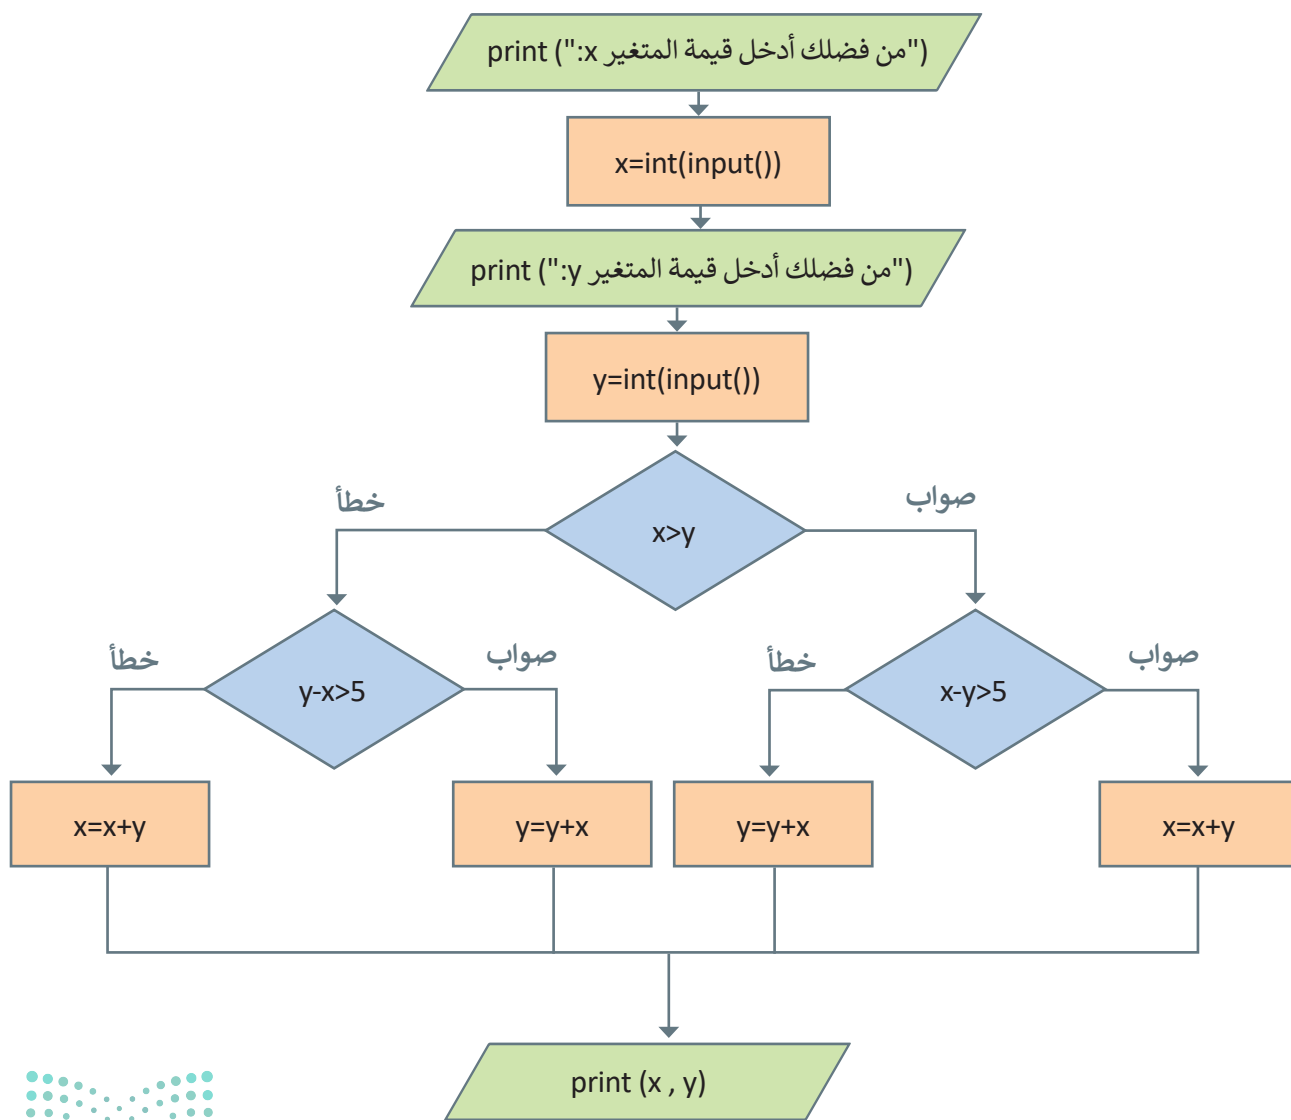 print ("من فضلك أدخل قيمة المتغير x:")
x=int(input())
print ("من فضلك أدخل قيمة المتغير y:")
y=int(input())
x>y
خطأ
صواب
y-x>5
خطأ
صواب
x-y>5
خطأ
صواب
x=x+y
y=y+x
y=y+x
x=x+y
print (x , y)